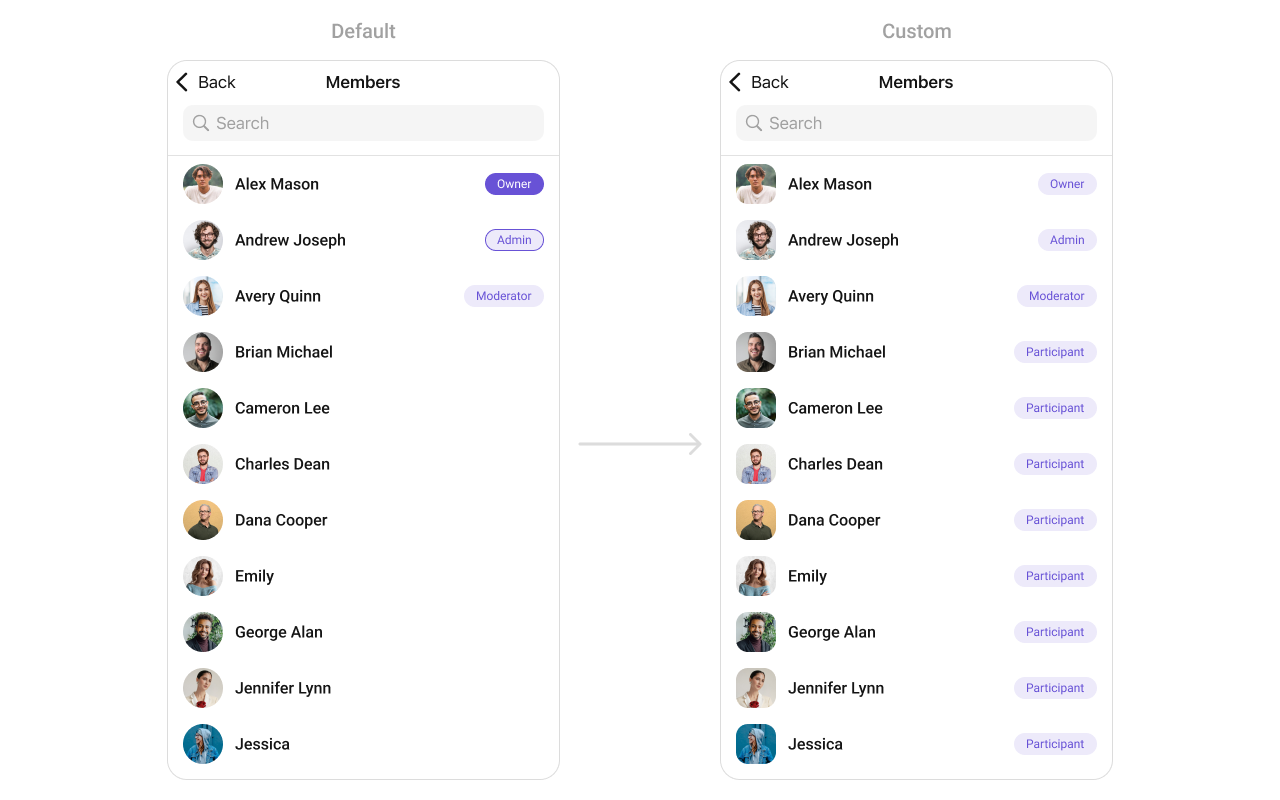 Default
Back
Members
Search
Alex Mason Owner
Andrew Joseph Admin
Avery Quinn Moderator
Brian Michael
Cameron Lee
Charles Dean
Dana Cooper
Emily
George Alan
Jennifer Lynn
Jessica
Custom
Back
Members
Search
Alex Mason Owner
Andrew Joseph Admin
Avery Quinn Moderator
Brian Michael Participant
Cameron Lee Participant
Charles Dean Participant
Dana Cooper Participant
Emily Participant
George Alan Participant
Jennifer Lynn Participant
Jessica Participant